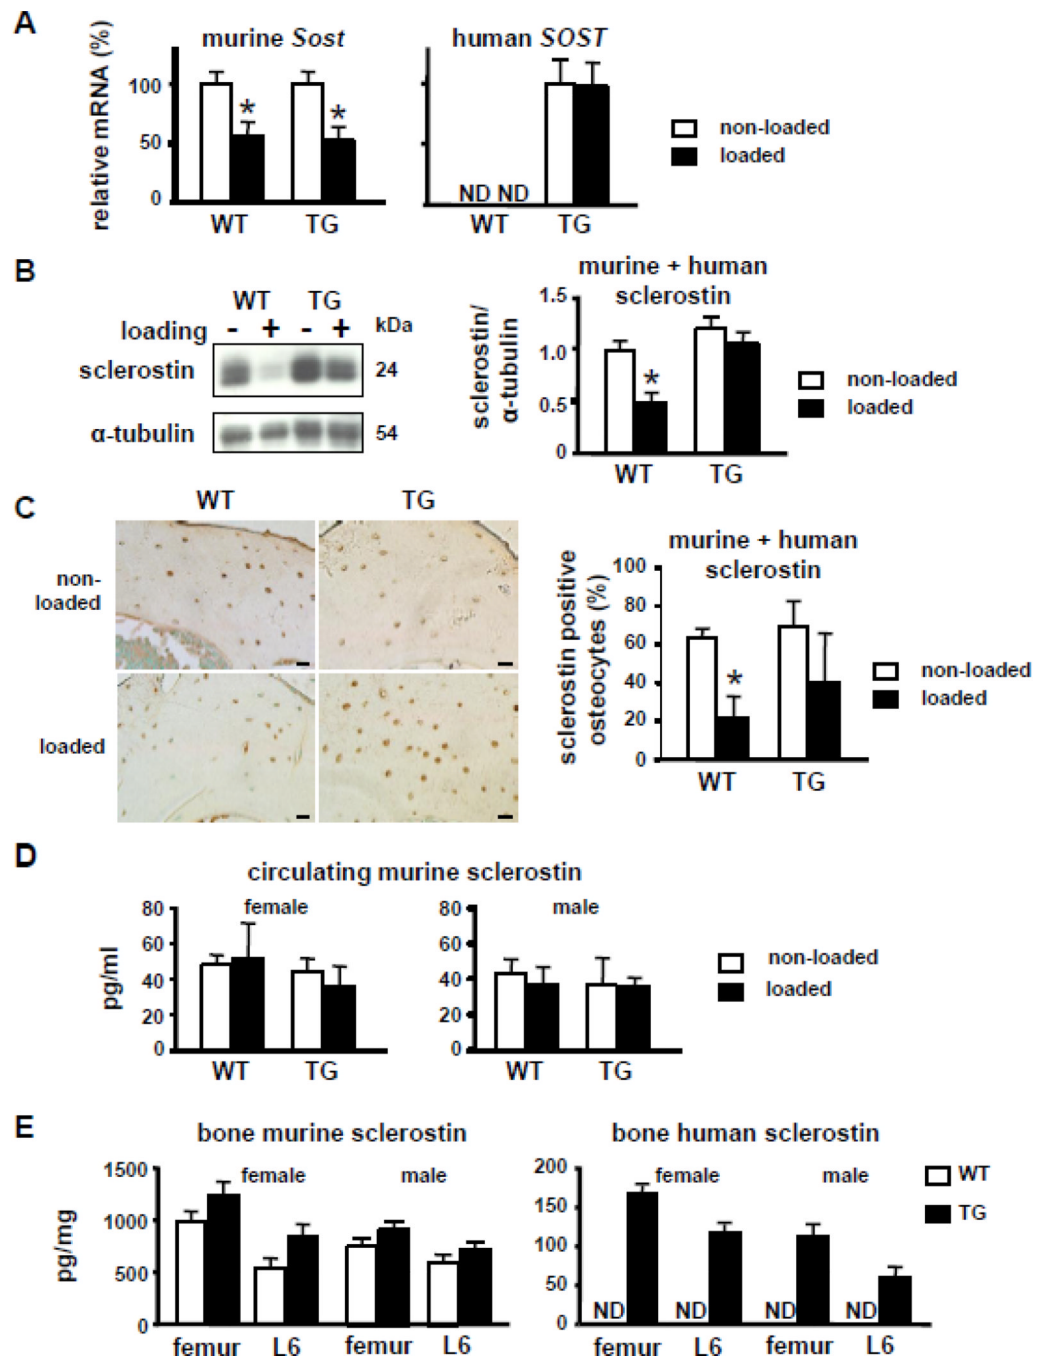 A
murine Sost
human SOST
relative mRNA (%)
100
50
0
*
*
ND ND
WT
TG
WT
TG
non-loaded
loaded
B
WT
TG
loading
-
+
-
+
kDa
sclerostin
24
α-tubulin
54
murine + human
sclerostin
sclerostin/
α-tubulin
1.5
1.0
0.5
0
*
WT
TG
non-loaded
loaded
C
WT
TG
non-
loaded
loaded
murine + human
sclerostin
sclerostin positive
osteocytes (%)
100
80
60
40
20
0
*
WT
TG
non-loaded
loaded
D
circulating murine sclerostin
female
male
pg/ml
80
60
40
20
0
WT
TG
80
60
40
20
0
WT
TG
non-loaded
loaded
E
bone murine sclerostin
bone human sclerostin
pg/mg
1500
1000
500
0
female
male
femur
L6
femur
L6
200
150
100
50
0
female
male
ND
ND
ND
ND
femur
L6
femur
L6
WT
TG